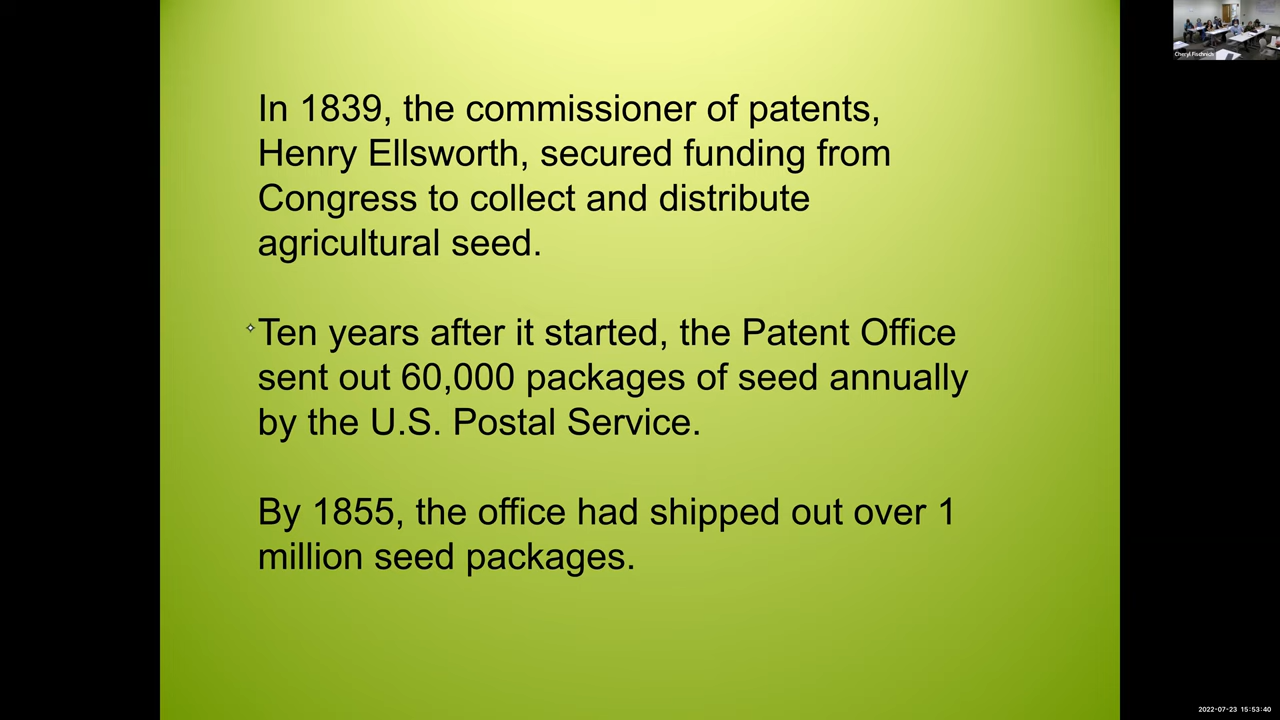 In 1839, the commissioner of patents,
Henry Ellsworth, secured funding from
Congress to collect and distribute
agricultural seed.
Ten years after it started, the Patent Office
sent out 60,000 packages of seed annually
by the U.S. Postal Service.
By 1855, the office had shipped out over 1
million seed packages.
Cheryl Fischnich
2022-07-23 15:53:40